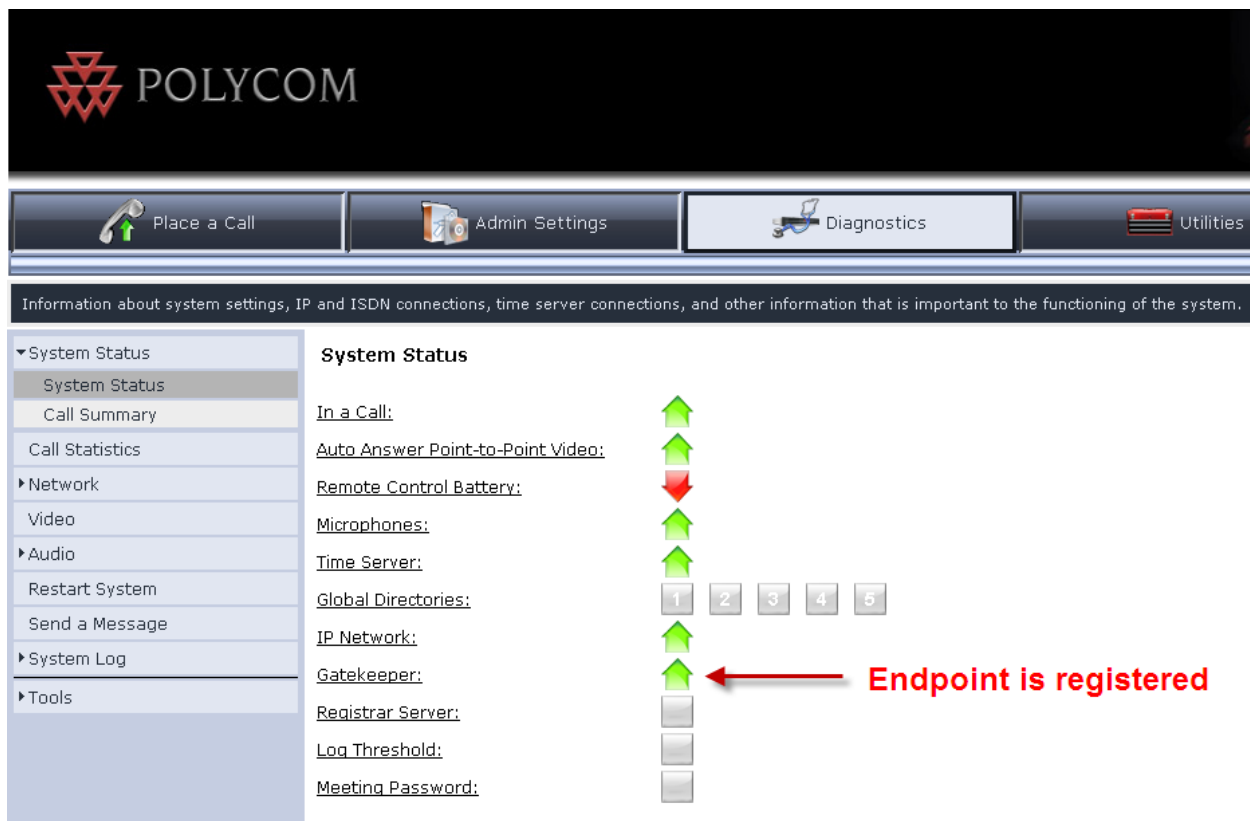 POLYCOM
Place a Call
Admin Settings
Diagnostics
Utilities
Information about system settings, IP and ISDN connections, time server connections, and other information that is important to the functioning of the system.
System Status
System Status
Call Summary
Call Statistics
Network
Video
Audio
Restart System
Send a Message
System Log
Tools
System Status
In a Call:
Auto Answer Point-to-Point Video:
Remote Control Battery:
Microphones:
Time Server:
Global Directories: 1 2 3 4 5
IP Network:
Gatekeeper: Endpoint is registered
Registrar Server:
Log Threshold:
Meeting Password: